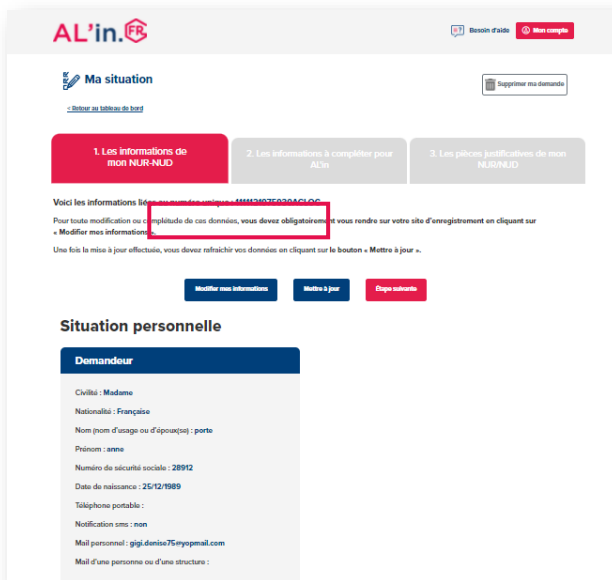 AL'in.FR
Besoin d'aide
Mon compte
Ma situation
Supprimer ma demande
< Retour au tableau de bord
1. Les informations de
mon NUR-NUD
2. Les informations à compléter pour
AL'in
3. Les pièces justificatives de mon
NUR/NUD
Voici les informations liées au numéro unique :
Pour toute modification ou complétude de ces données, vous devez obligatoirement vous rendre sur votre site d'enregistrement en cliquant sur
« Modifier mes informations ».
Une fois la mise à jour effectuée, vous devez rafraichir vos données en cliquant sur le bouton « Mettre à jour ».
Modifier mes informations
Mettre à jour
Étape suivante
Situation personnelle
Demandeur
Civilité : Madame
Nationalité : Française
Nom (nom d'usage ou d'époux(se) : porte
Prénom : anne
Numéro de sécurité sociale : 28912
Date de naissance : 25/12/1989
Téléphone portable :
Notification sms : non
Mail personnel : gigi.denise75@yopmail.com
Mail d'une personne ou d'une structure :